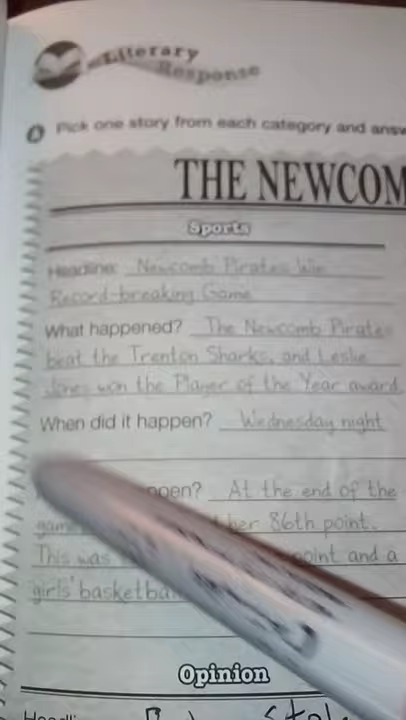 Literary
Response
Pick one story from each category and answ
THE NEWCOM
Sports
Headline: Newcomb Pirates Win
Record-breaking Game
What happened? The Newcomb Pirates
beat the Trenton Sharks, and Leslie
Jones won the Player of the Year award.
When did it happen? Wednesday night
ppen? At the end of the
game her 86th point.
This was point and a
girls' basketbal
Opinion
Headli